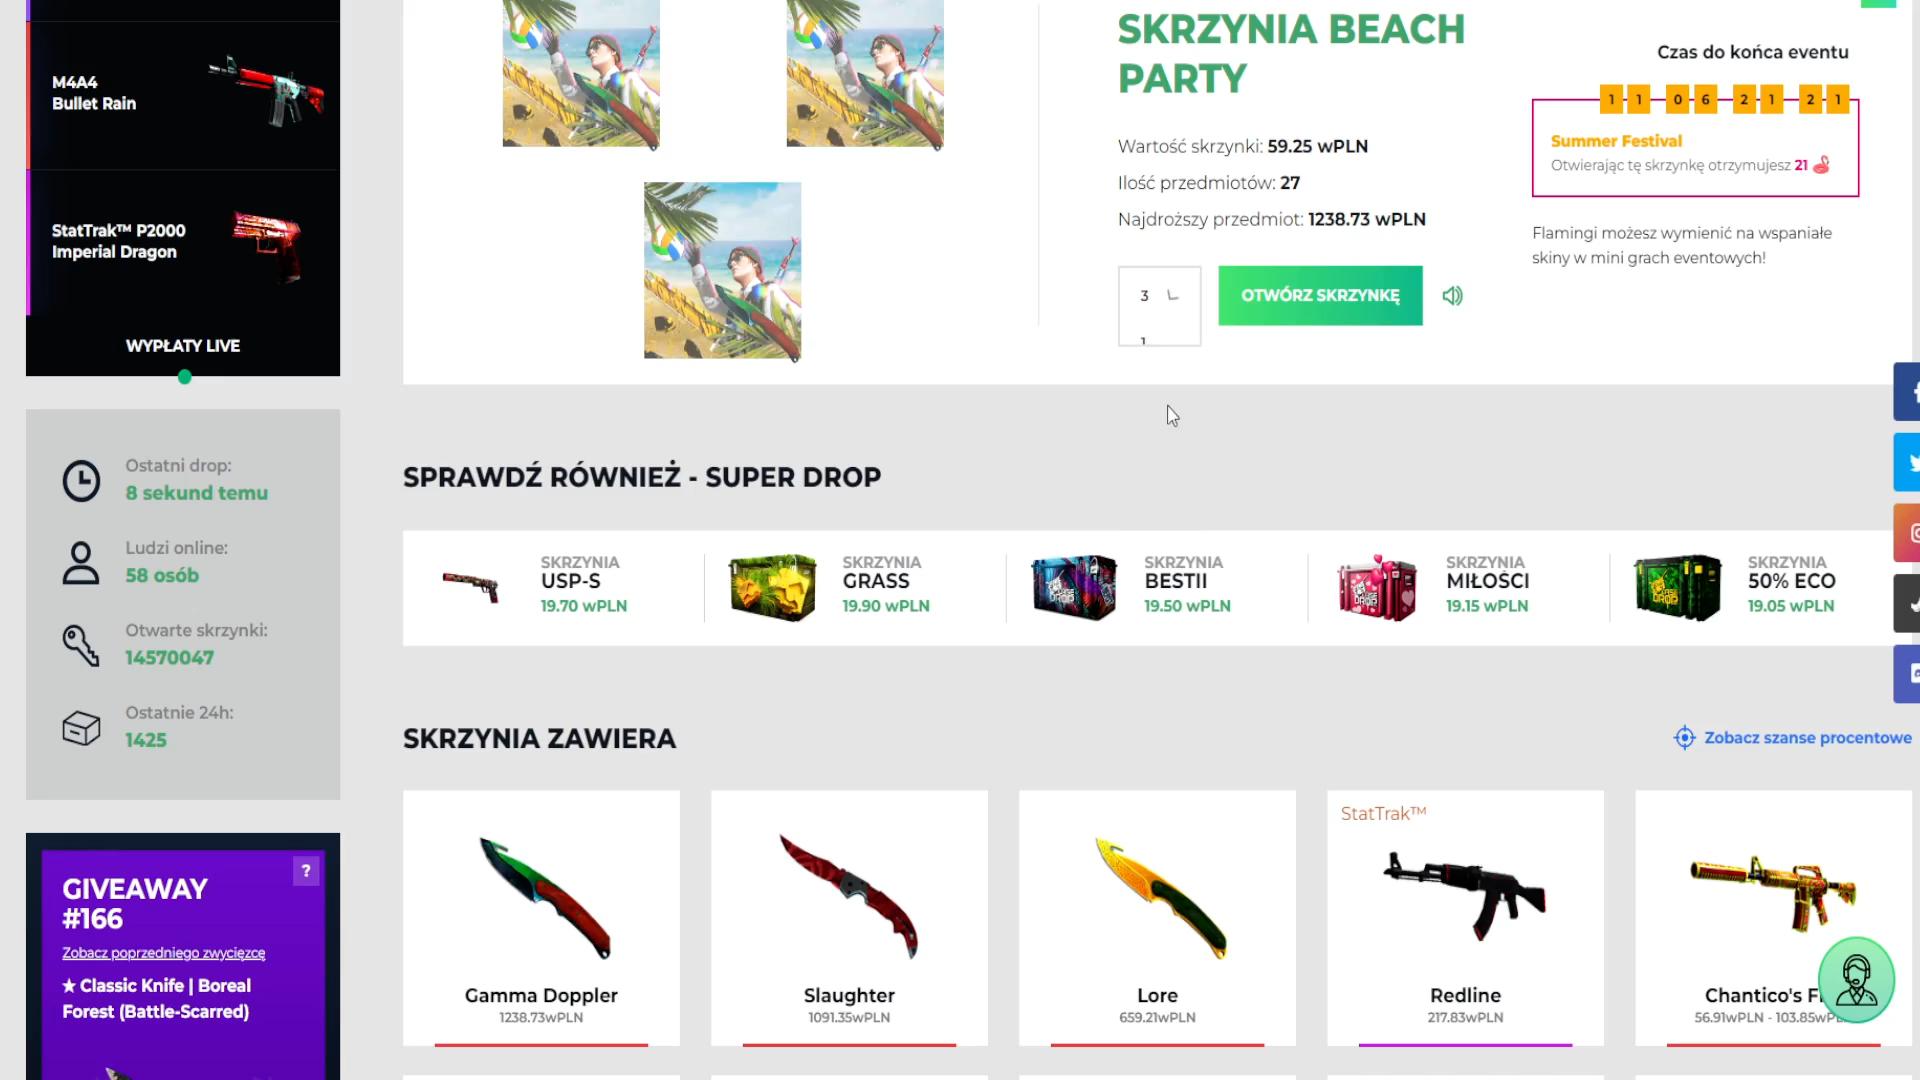 M4A4
Bullet Rain
StatTrak™ P2000
Imperial Dragon
WYPŁATY LIVE
Ostatni drop:
8 sekund temu
Ludzi online:
58 osób
Otwarte skrzynki:
14570047
Ostatnie 24h:
1425
GIVEAWAY
#166
?
Zobacz poprzedniego zwycięzcę
★ Classic Knife | Boreal
Forest (Battle-Scarred)
SKRZYNIA BEACH
PARTY
Wartość skrzynki: 59.25 wPLN
Ilość przedmiotów: 27
Najdroższy przedmiot: 1238.73 wPLN
3
1
OTWÓRZ SKRZYNKĘ
Czas do końca eventu
1 1 0 6 2 1 2 1
Summer Festival
Otwierając tę skrzynkę otrzymujesz 21
Flamingi możesz wymienić na wspaniałe
skiny w mini grach eventowych!
SPRAWDŹ RÓWNIEŻ - SUPER DROP
SKRZYNIA
USP-S
19.70 wPLN
SKRZYNIA
GRASS
19.90 wPLN
SKRZYNIA
BESTII
19.50 wPLN
SKRZYNIA
MIŁOŚCI
19.15 wPLN
SKRZYNIA
50% ECO
19.05 wPLN
SKRZYNIA ZAWIERA
Zobacz szanse procentowe
Gamma Doppler
1238.73wPLN
Slaughter
1091.35wPLN
Lore
659.21wPLN
StatTrak™
Redline
217.83wPLN
Chantico's
56.91wPLN - 103.85wPLN